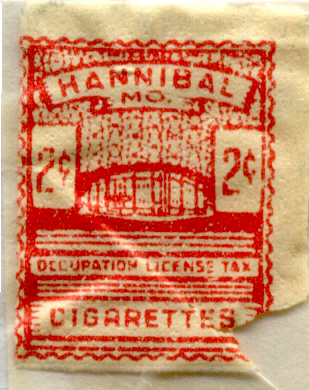 HANNIBAL
MO.
2¢ 2¢
OCCUPATION LICENSE TAX
CIGARETTES